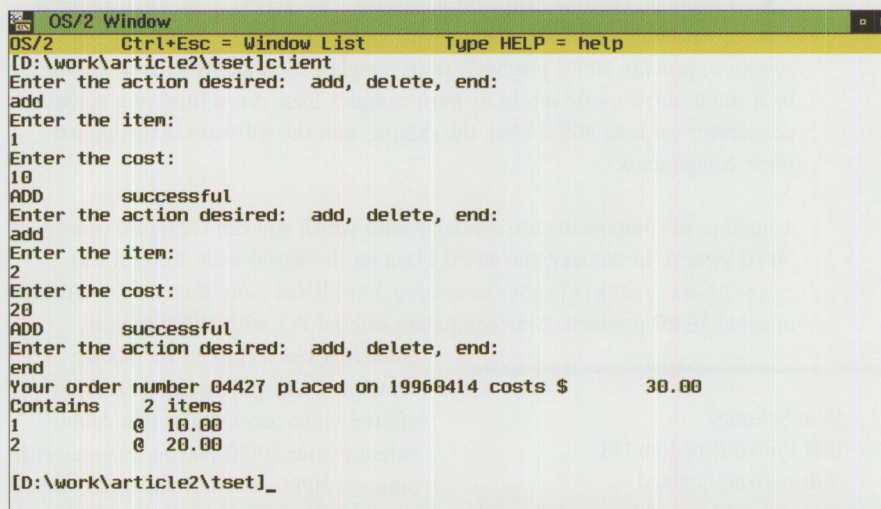 OS/2 Window
OS/2 Ctrl+Esc = Window List Type HELP = help
[D:\work\article2\tset]client
Enter the action desired: add, delete, end:
add
Enter the item:
1
Enter the cost:
10
ADD successful
Enter the action desired: add, delete, end:
add
Enter the item:
2
Enter the cost:
20
ADD successful
Enter the action desired: add, delete, end:
end
Your order number 04427 placed on 19960414 costs $ 30.00
Contains 2 items
1 @ 10.00
2 @ 20.00
[D:\work\article2\tset]_